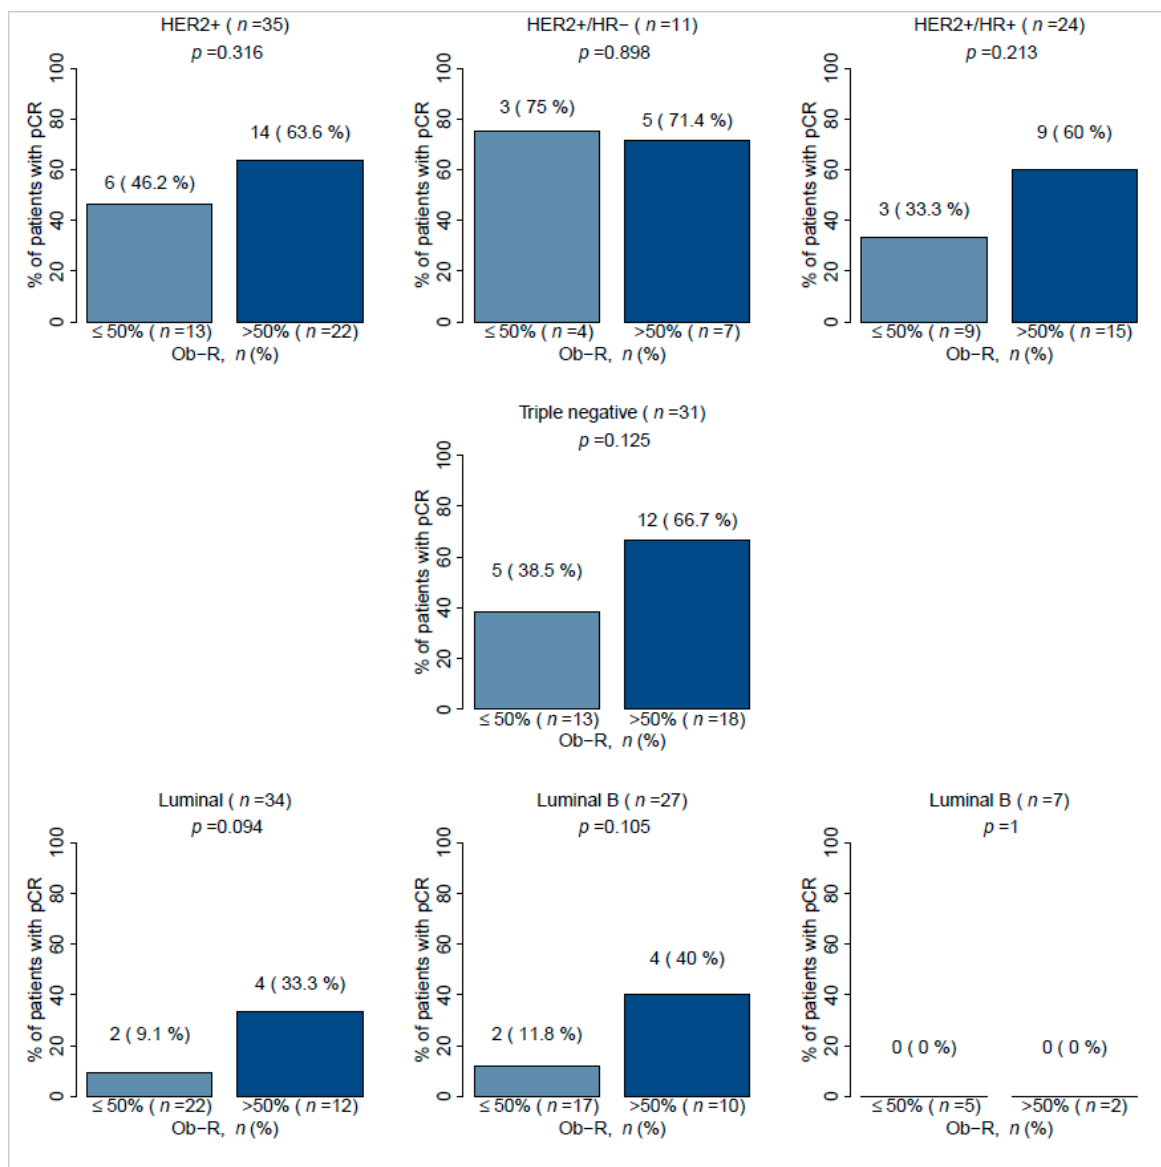 HER2+ ( n =35)
p =0.316
% of patients with pCR
0 20 40 60 80 100
6 ( 46.2 %)
14 ( 63.6 %)
≤ 50% ( n =13) >50% ( n =22)
Ob−R, n (%)
HER2+/HR− ( n =11)
p =0.898
% of patients with pCR
0 20 40 60 80 100
3 ( 75 %)
5 ( 71.4 %)
≤ 50% ( n =4) >50% ( n =7)
Ob−R, n (%)
HER2+/HR+ ( n =24)
p =0.213
% of patients with pCR
0 20 40 60 80 100
3 ( 33.3 %)
9 ( 60 %)
≤ 50% ( n =9) >50% ( n =15)
Ob−R, n (%)
Triple negative ( n =31)
p =0.125
% of patients with pCR
0 20 40 60 80 100
5 ( 38.5 %)
12 ( 66.7 %)
≤ 50% ( n =13) >50% ( n =18)
Ob−R, n (%)
Luminal ( n =34)
p =0.094
% of patients with pCR
0 20 40 60 80 100
2 ( 9.1 %)
4 ( 33.3 %)
≤ 50% ( n =22) >50% ( n =12)
Ob−R, n (%)
Luminal B ( n =27)
p =0.105
% of patients with pCR
0 20 40 60 80 100
2 ( 11.8 %)
4 ( 40 %)
≤ 50% ( n =17) >50% ( n =10)
Ob−R, n (%)
Luminal B ( n =7)
p =1
% of patients with pCR
0 20 40 60 80 100
0 ( 0 %)
0 ( 0 %)
≤ 50% ( n =5) >50% ( n =2)
Ob−R, n (%)